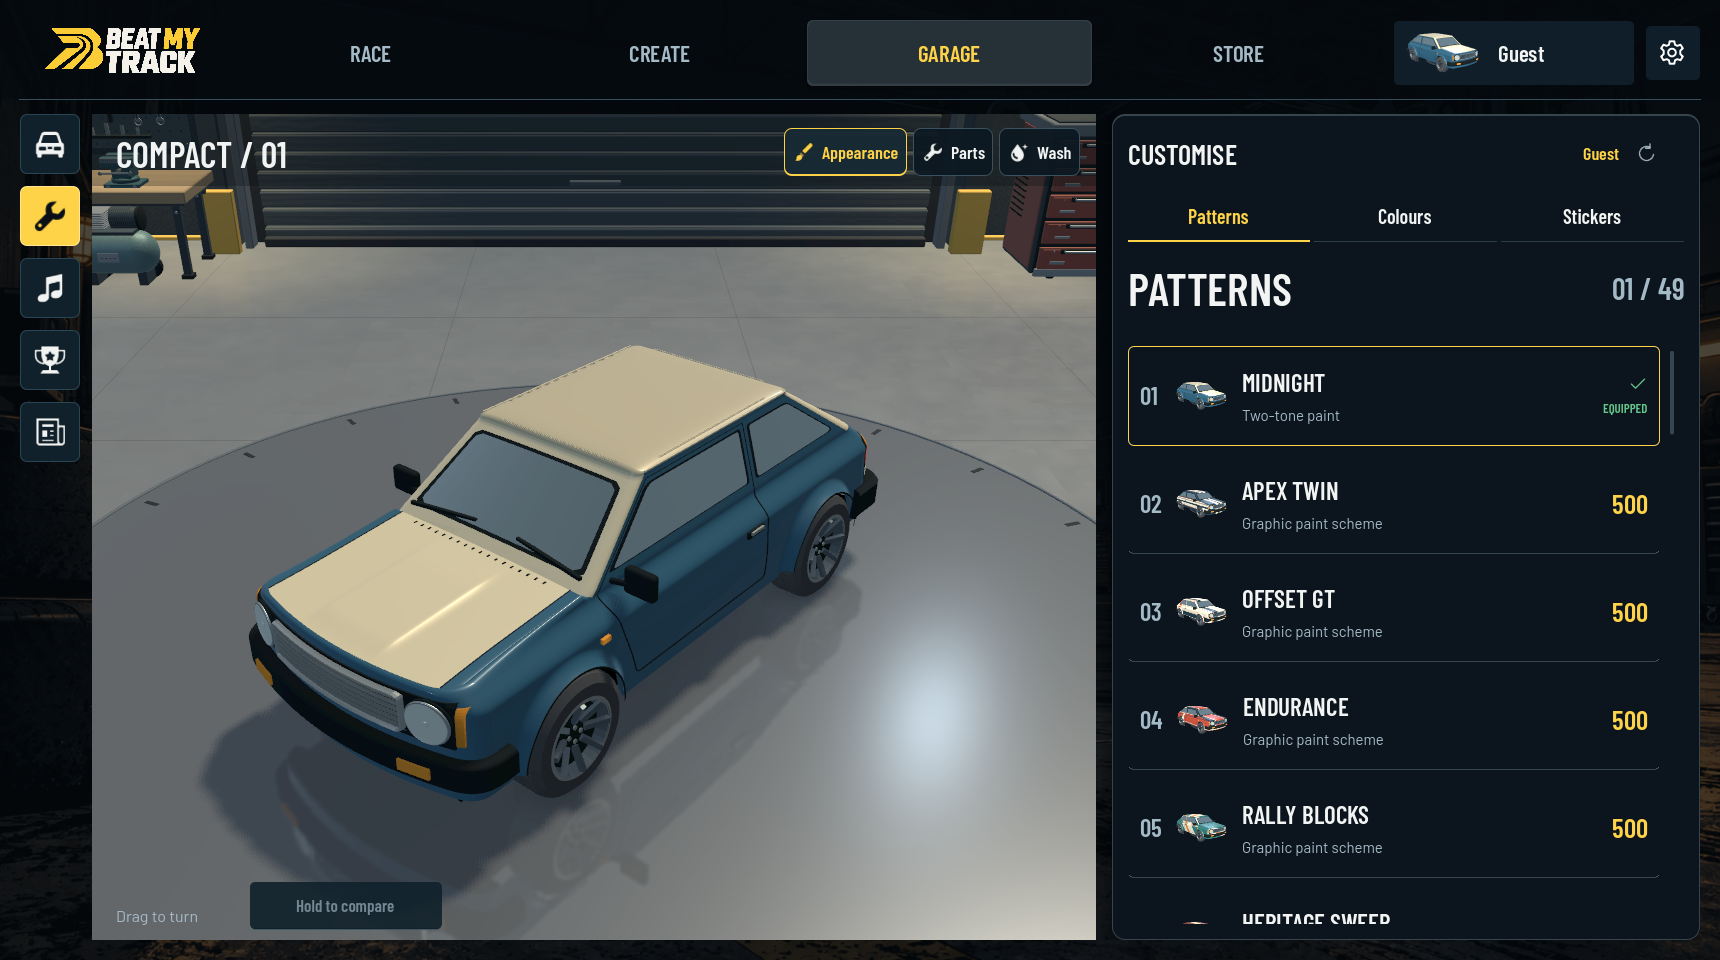 BEAT MY
TRACK
RACE
CREATE
GARAGE
STORE
Guest
COMPACT / 01
Appearance
Parts
Wash
CUSTOMISE
Guest
Patterns
Colours
Stickers
PATTERNS
01 / 49
01
MIDNIGHT
Two-tone paint
EQUIPPED
02
APEX TWIN
Graphic paint scheme
500
03
OFFSET GT
Graphic paint scheme
500
04
ENDURANCE
Graphic paint scheme
500
05
RALLY BLOCKS
Graphic paint scheme
500
HERITAGE SWEEP
Drag to turn
Hold to compare